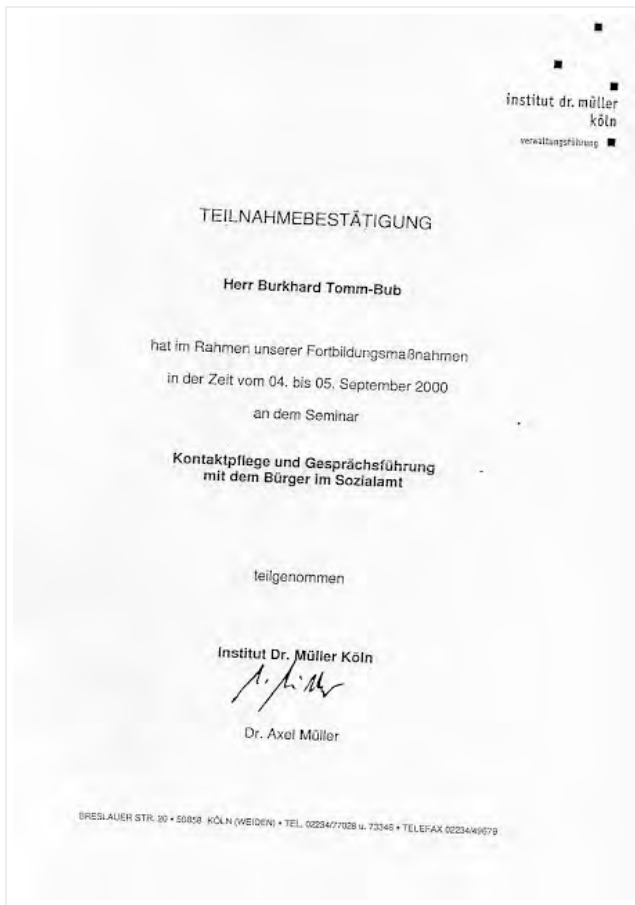 institut dr. müller
köln
verwaltungsführung
TEILNAHMEBESTÄTIGUNG
Herr Burkhard Tomm-Bub
hat im Rahmen unserer Fortbildungsmaßnahmen
in der Zeit vom 04. bis 05. September 2000
an dem Seminar
Kontaktpflege und Gesprächsführung
mit dem Bürger im Sozialamt
teilgenommen
Institut Dr. Müller Köln
Dr. Axel Müller
BRESLAUER STR. 20 • 50858 KÖLN (WEIDEN) • TEL. 02234/77028 u. 73346 • TELEFAX 02234/49679